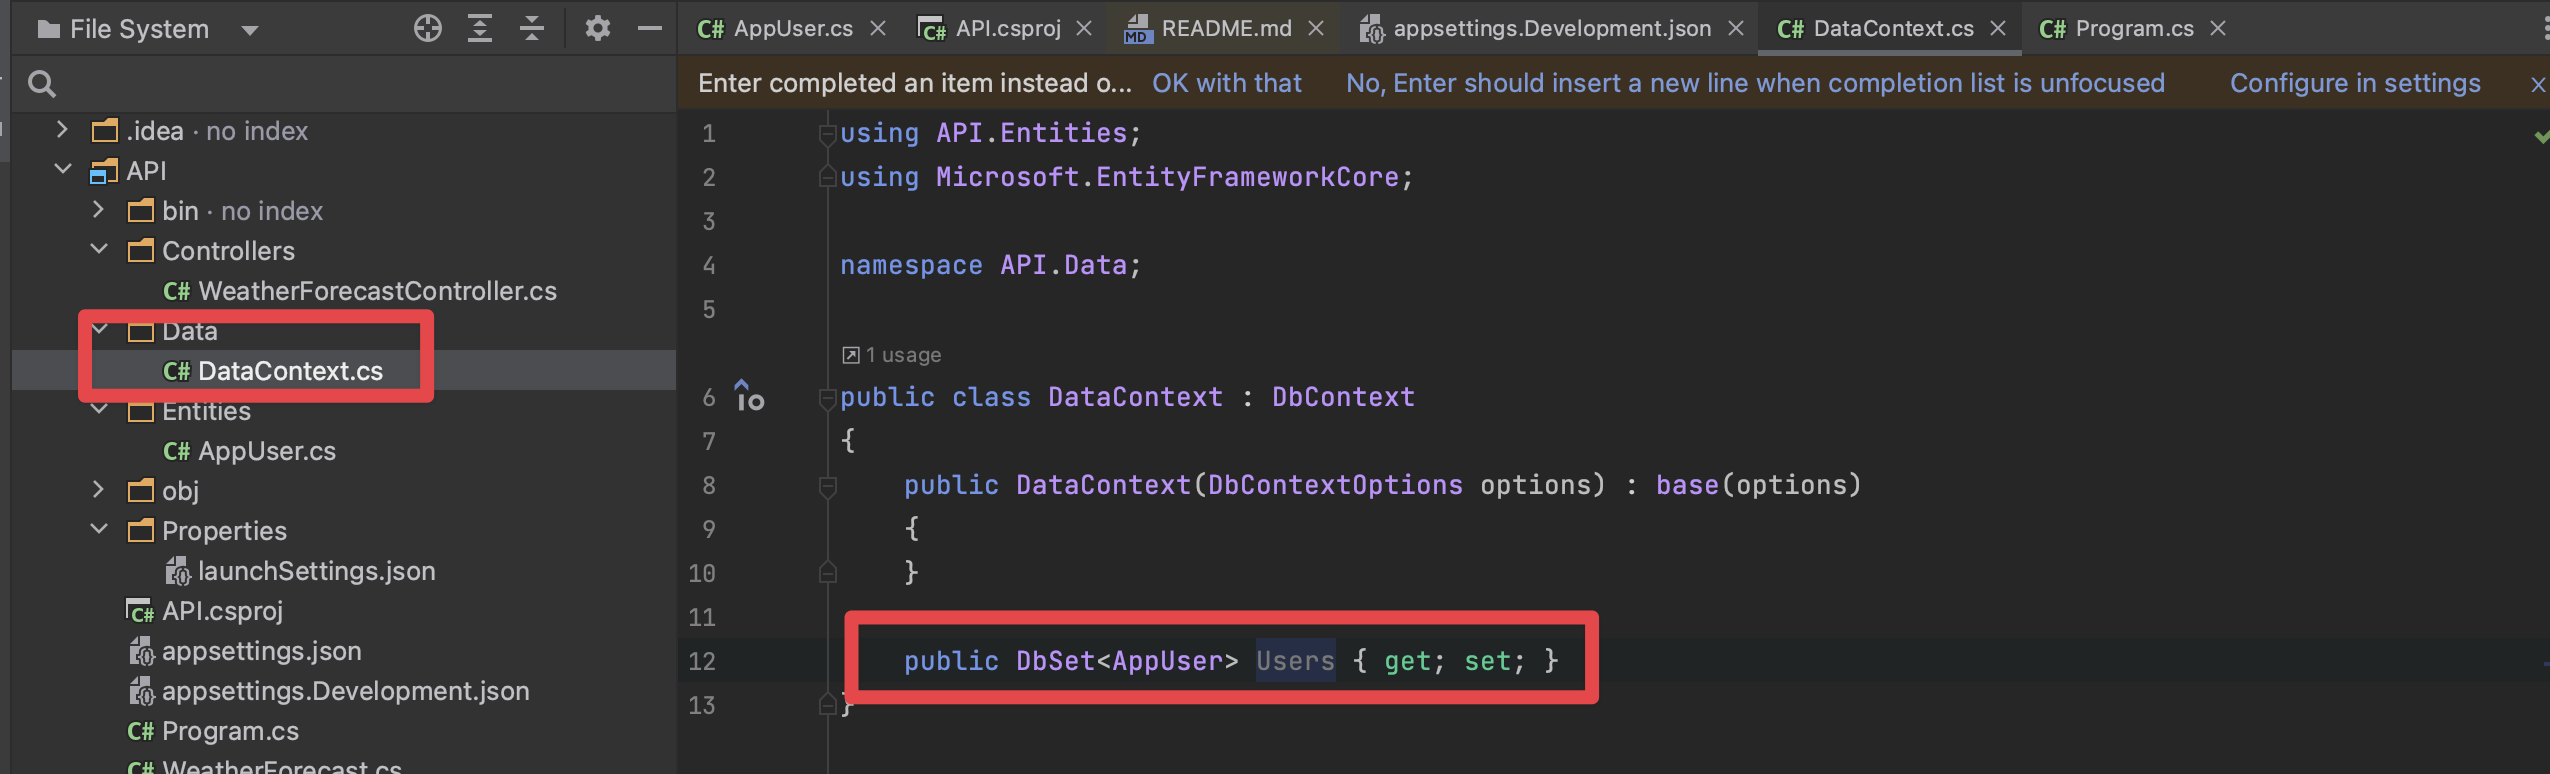 File System
AppUser.cs
API.csproj
README.md
appsettings.Development.json
DataContext.cs
Program.cs
Enter completed an item instead o... OK with that No, Enter should insert a new line when completion list is unfocused Configure in settings
.idea · no index
API
bin · no index
Controllers
C# WeatherForecastController.cs
Data
C# DataContext.cs
Entities
C# AppUser.cs
obj
Properties
launchSettings.json
API.csproj
appsettings.json
appsettings.Development.json
C# Program.cs
C# WeatherForecast.cs
1 using API.Entities;
2 using Microsoft.EntityFrameworkCore;
3
4 namespace API.Data;
5
1 usage
6 public class DataContext : DbContext
7 {
8 public DataContext(DbContextOptions options) : base(options)
9 {
10 }
11
12 public DbSet<AppUser> Users { get; set; }
13 }